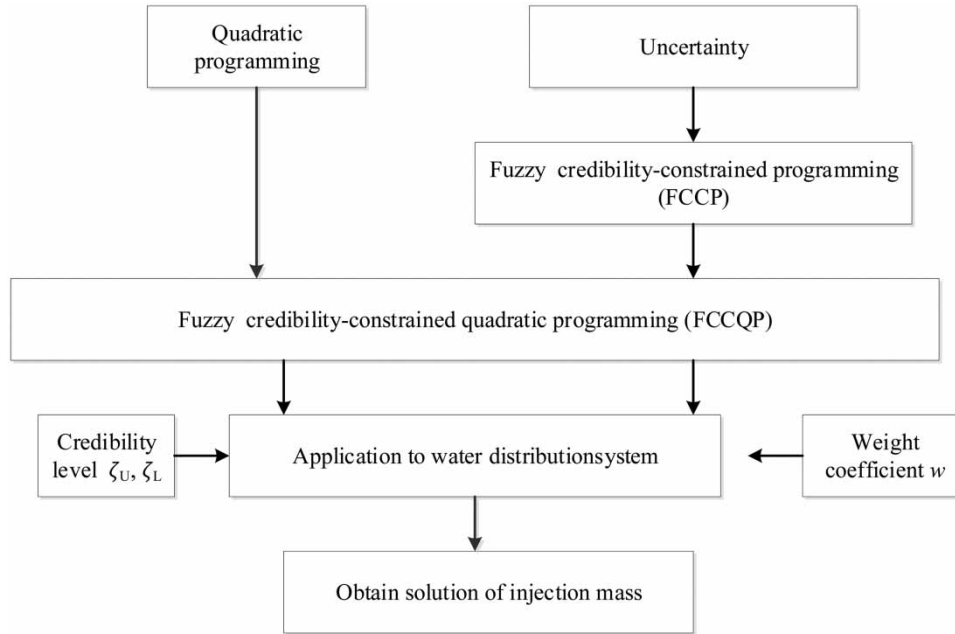 Quadratic
programming
Uncertainty
Fuzzy credibility-constrained programming
(FCCP)
Fuzzy credibility-constrained quadratic programming (FCCQP)
Credibility
level ζU, ζL
Application to water distributionsystem
Weight
coefficient w
Obtain solution of injection mass